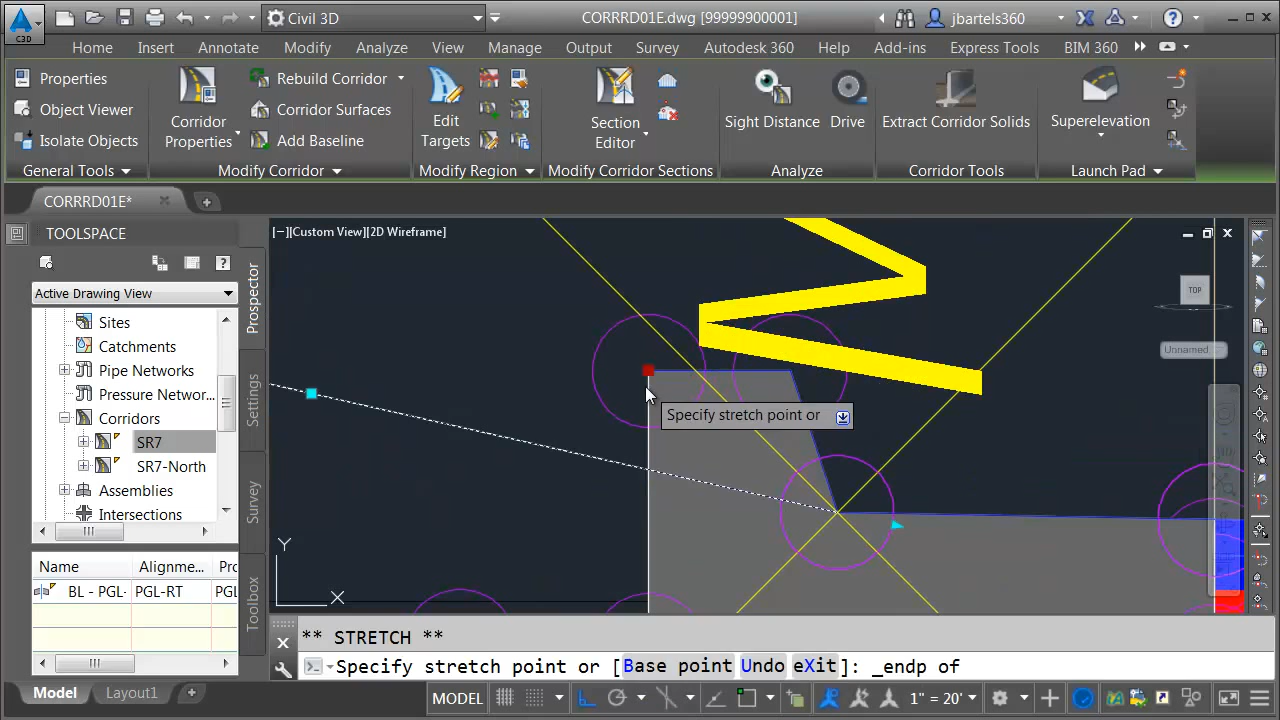 Civil 3D
CORRRD01E.dwg [99999900001]
jbartels360
C3D
Home Insert Annotate Modify Analyze View Manage Output Survey Autodesk 360 Help Add-ins Express Tools BIM 360
Properties
Object Viewer
Isolate Objects
General Tools
Corridor
Properties
Rebuild Corridor
Corridor Surfaces
Add Baseline
Modify Corridor
Edit
Targets
Modify Region
Section
Editor
Modify Corridor Sections
Sight Distance
Drive
Analyze
Extract Corridor Solids
Corridor Tools
Superelevation
Launch Pad
CORRRD01E*
TOOLSPACE
Active Drawing View
Sites
Catchments
Pipe Networks
Pressure Networ...
Corridors
SR7
SR7-North
Assemblies
Intersections
Name Alignme... Pro
BL - PGL- PGL-RT PGL
Prospector
Settings
Survey
Toolbox
[−][Custom View][2D Wireframe]
TOP
Unnamed
Specify stretch point or
Y
X
** STRETCH **
Specify stretch point or [Base point Undo eXit]: _endp of
Model Layout1
MODEL
1" = 20'